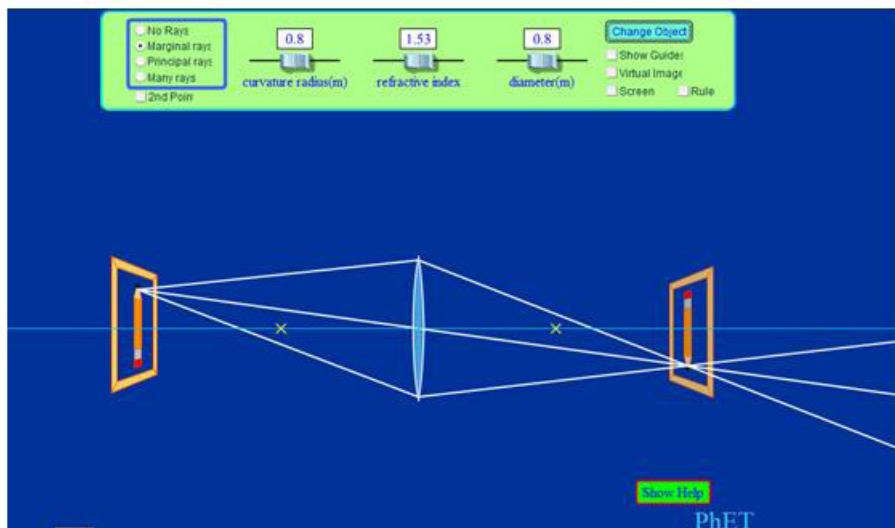 No Rays
Marginal rays
Principal rays
Many rays
2nd Poin
0.8
curvature radius(m)
1.53
refractive index
0.8
diameter(m)
Change Object
Show Guides
Virtual Image
Screen
Rule
Show Help
PhET